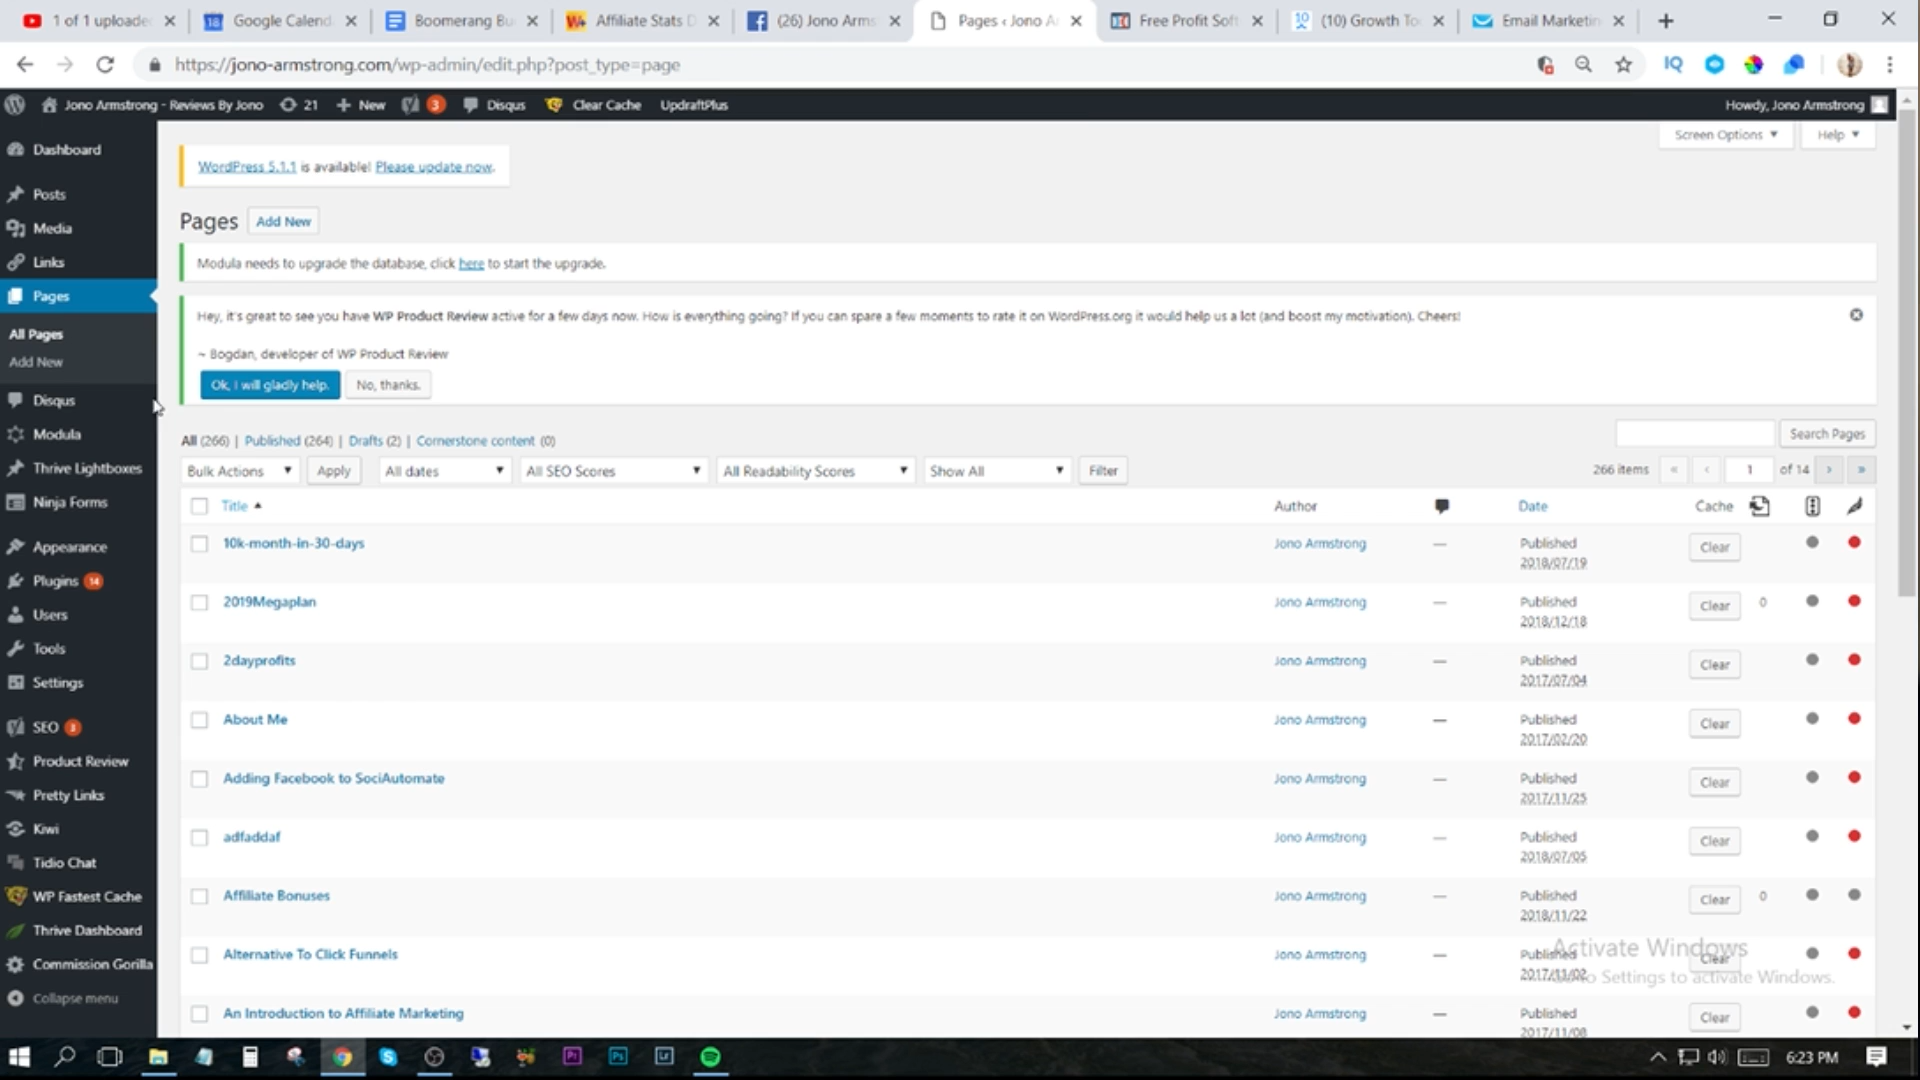 1 of 1 uploade
Google Calend
Boomerang Bu
Affiliate Stats D
(26) Jono Arms
Pages ‹ Jono A
Free Profit Soft
(10) Growth To
Email Marketin
https://jono-armstrong.com/wp-admin/edit.php?post_type=page
Jono Armstrong - Reviews By Jono
21
New
3
Disqus
Clear Cache
UpdraftPlus
Howdy, Jono Armstrong
Screen Options
Help
Dashboard
Posts
Media
Links
Pages
All Pages
Add New
Disqus
Modula
Thrive Lightboxes
Ninja Forms
Appearance
Plugins 14
Users
Tools
Settings
SEO 3
Product Review
Pretty Links
Kiwi
Tidio Chat
WP Fastest Cache
Thrive Dashboard
Commission Gorilla
Collapse menu
WordPress 5.1.1 is available! Please update now.
Pages Add New
Modula needs to upgrade the database, click here to start the upgrade.
Hey, it's great to see you have WP Product Review active for a few days now. How is everything going? If you can spare a few moments to rate it on WordPress.org it would help us a lot (and boost my motivation). Cheers!
~ Bogdan, developer of WP Product Review
Ok, I will gladly help. No, thanks.
All (266) | Published (264) | Drafts (2) | Cornerstone content (0)
Search Pages
Bulk Actions Apply All dates All SEO Scores All Readability Scores Show All Filter
266 items « ‹ 1 of 14 › »
Title Author Date Cache
10k-month-in-30-days Jono Armstrong — Published Clear
2018/07/19
2019Megaplan Jono Armstrong — Published Clear 0
2018/12/18
2dayprofits Jono Armstrong — Published Clear
2017/07/04
About Me Jono Armstrong — Published Clear
2017/02/20
Adding Facebook to SociAutomate Jono Armstrong — Published Clear
2017/11/25
adfaddaf Jono Armstrong — Published Clear
2018/07/05
Affiliate Bonuses Jono Armstrong — Published Clear 0
2018/11/22
Alternative To Click Funnels Jono Armstrong — Published Clear
2017/11/02
Activate Windows
Go to Settings to activate Windows.
An Introduction to Affiliate Marketing Jono Armstrong — Published Clear
2017/11/08
6:23 PM